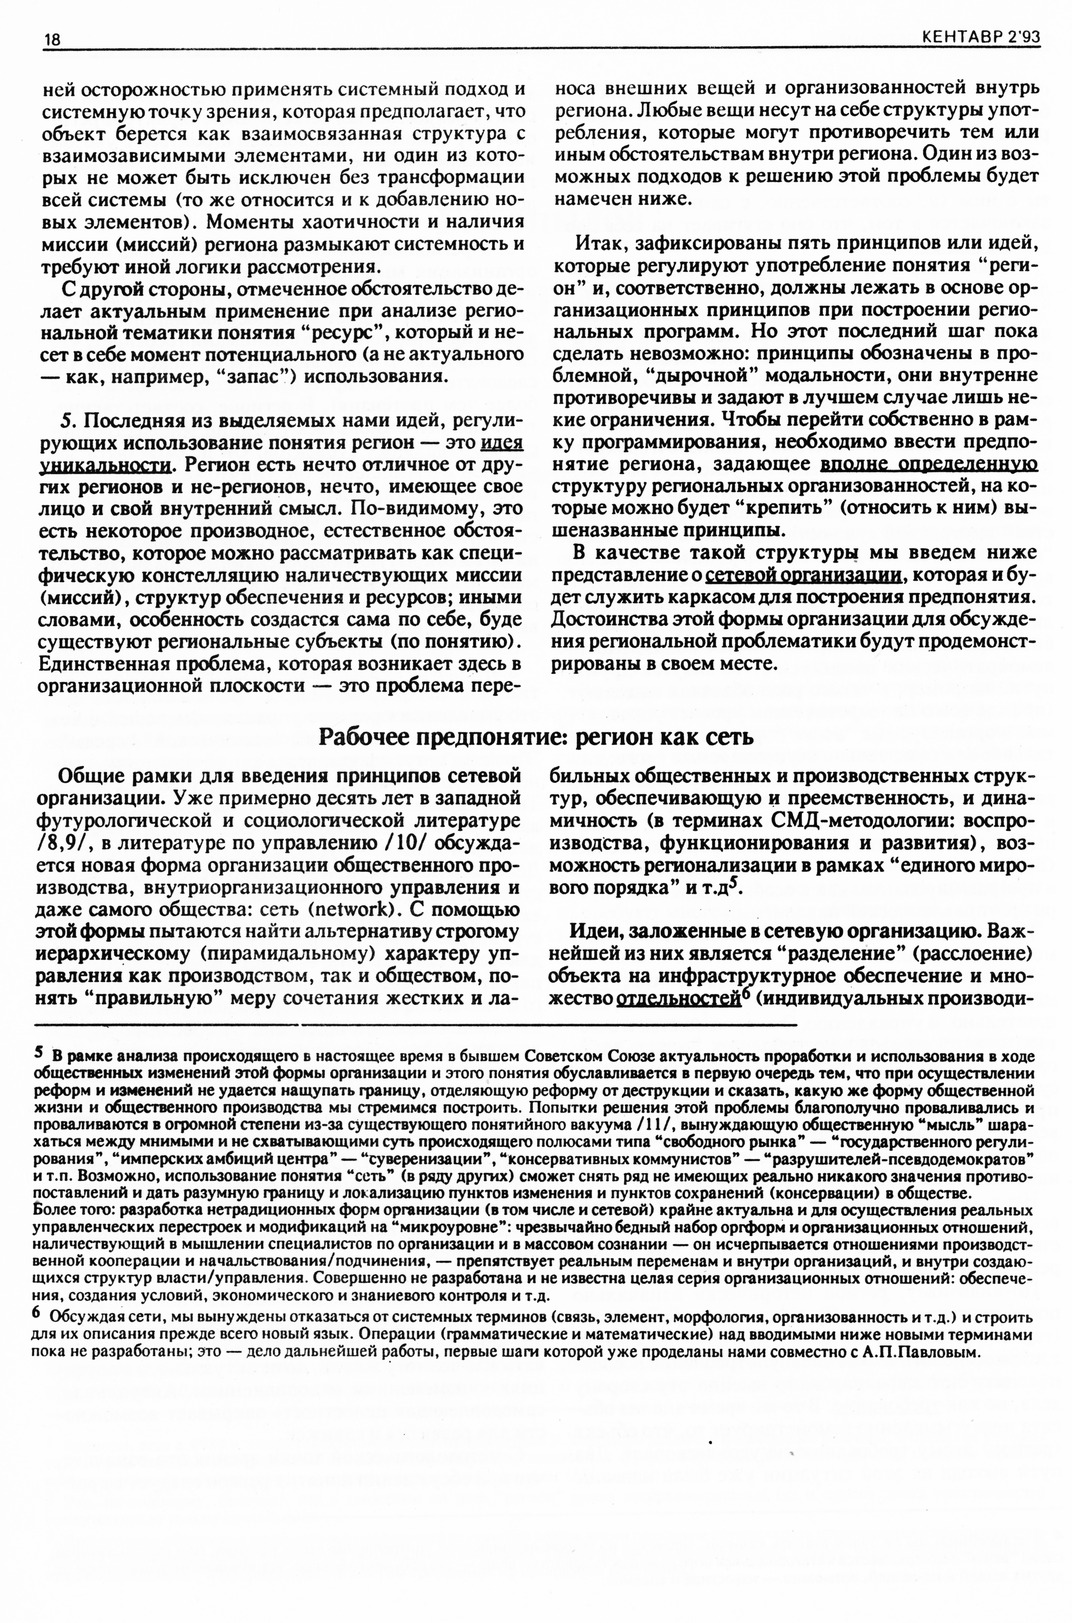 18
КЕНТАВР 2'93
ней осторожностью применять системный подход и
системную точку зрения, которая предполагает, что
объект берется как взаимосвязанная структура с
взаимозависимыми элементами, ни один из кото-
рых не может быть исключен без трансформации
всей системы (то же относится и к добавлению но-
вых элементов). Моменты хаотичности и наличия
миссии (миссий) региона размыкают системность и
требуют иной логики рассмотрения.
С другой стороны, отмеченное обстоятельство де-
лает актуальным применение при анализе регио-
нальной тематики понятия “ресурс”, который и не-
сет в себе момент потенциального (а не актуального
— как, например, “запас”) использования.
5. Последняя из выделяемых нами идей, регули-
рующих использование понятия регион — это идея
уникальности. Регион есть нечто отличное от дру-
гих регионов и не-регионов, нечто, имеющее свое
лицо и свой внутренний смысл. По-видимому, это
есть некоторое производное, естественное обстоя-
тельство, которое можно рассматривать как специ-
фическую констелляцию наличествующих миссии
(миссий), структур обеспечения и ресурсов; иными
словами, особенность создастся сама по себе, буде
существуют региональные субъекты (по понятию).
Единственная проблема, которая возникает здесь в
организационной плоскости — это проблема пере-
носа внешних вещей и организованностей внутрь
региона. Любые вещи несут на себе структуры упот-
ребления, которые могут противоречить тем или
иным обстоятельствам внутри региона. Один из воз-
можных подходов к решению этой проблемы будет
намечен ниже.
Итак, зафиксированы пять принципов или идей,
которые регулируют употребление понятия “реги-
он” и, соответственно, должны лежать в основе ор-
ганизационных принципов при построении регио-
нальных программ. Но этот последний шаг пока
сделать невозможно: принципы обозначены в про-
блемной, “дырочной” модальности, они внутренне
противоречивы и задают в лучшем случае лишь не-
кие ограничения. Чтобы перейти собственно в рам-
ку программирования, необходимо ввести предпо-
нятие региона, задающее вполне определенную
структуру региональных организованностей, на ко-
торые можно будет “крепить” (относить к ним) вы-
шеназванные принципы.
В качестве такой структуры мы введем ниже
представление о сетевой организации, которая и бу-
дет служить каркасом для построения предпонятия.
Достоинства этой формы организации для обсужде-
ния региональной проблематики будут продемонст-
рированы в своем месте.
Рабочее предпонятие: регион как сеть
Общие рамки для введения принципов сетевой
организации. Уже примерно десять лет в западной
футурологической и социологической литературе
/8,9/, в литературе по управлению /10/ обсужда-
ется новая форма организации общественного про-
изводства, внутриорганизационного управления и
даже самого общества: сеть (network). С помощью
этой формы пытаются найти альтернативу строгому
иерархическому (пирамидальному) характеру уп-
равления как производством, так и обществом, по-
нять “правильную” меру сочетания жестких и ла-
бильных общественных и производственных струк-
тур, обеспечивающую и преемственность, и дина-
мичность (в терминах СМД-методологии: воспро-
изводства, функционирования и развития), воз-
можность регионализации в рамках “единого миро-
вого порядка” и т.д⁵.
Идеи, заложенные в сетевую организацию. Важ-
нейшей из них является “разделение” (расслоение)
объекта на инфраструктурное обеспечение и мно-
жество отдельностей⁶ (индивидуальных производи-
⁵ В рамке анализа происходящего в настоящее время в бывшем Советском Союзе актуальность проработки и использования в ходе
общественных изменений этой формы организации и этого понятия обуславливается в первую очередь тем, что при осуществлении
реформ и изменений не удается нащупать границу, отделяющую реформу от деструкции и сказать, какую же форму общественной
жизни и общественного производства мы стремимся построить. Попытки решения этой проблемы благополучно проваливались и
проваливаются в огромной степени из-за существующего понятийного вакуума /11/, вынуждающую общественную “мысль” шара-
хаться между мнимыми и не схватывающими суть происходящего полюсами типа “свободного рынка” — “государственного регули-
рования”, “имперских амбиций центра” — “суверенизации”, “консервативных коммунистов” — “разрушителей-псевдодемократов”
и т.п. Возможно, использование понятия “сеть” (в ряду других) сможет снять ряд не имеющих реально никакого значения противо-
поставлений и дать разумную границу и локализацию пунктов изменения и пунктов сохранений (консервации) в обществе.
Более того: разработка нетрадиционных форм организации (в том числе и сетевой) крайне актуальна и для осуществления реальных
управленческих перестроек и модификаций на “микроуровне”: чрезвычайно бедный набор оргформ и организационных отношений,
наличествующий в мышлении специалистов по организации и в массовом сознании — он исчерпывается отношениями производст-
венной кооперации и начальствования/подчинения, — препятствует реальным переменам и внутри организаций, и внутри создаю-
щихся структур власти/управления. Совершенно не разработана и не известна целая серия организационных отношений: обеспече-
ния, создания условий, экономического и знаниевого контроля и т.д.
⁶ Обсуждая сети, мы вынуждены отказаться от системных терминов (связь, элемент, морфология, организованность и т.д.) и строить
для их описания прежде всего новый язык. Операции (грамматические и математические) над вводимыми ниже новыми терминами
пока не разработаны; это — дело дальнейшей работы, первые шаги которой уже проделаны нами совместно с А.П.Павловым.